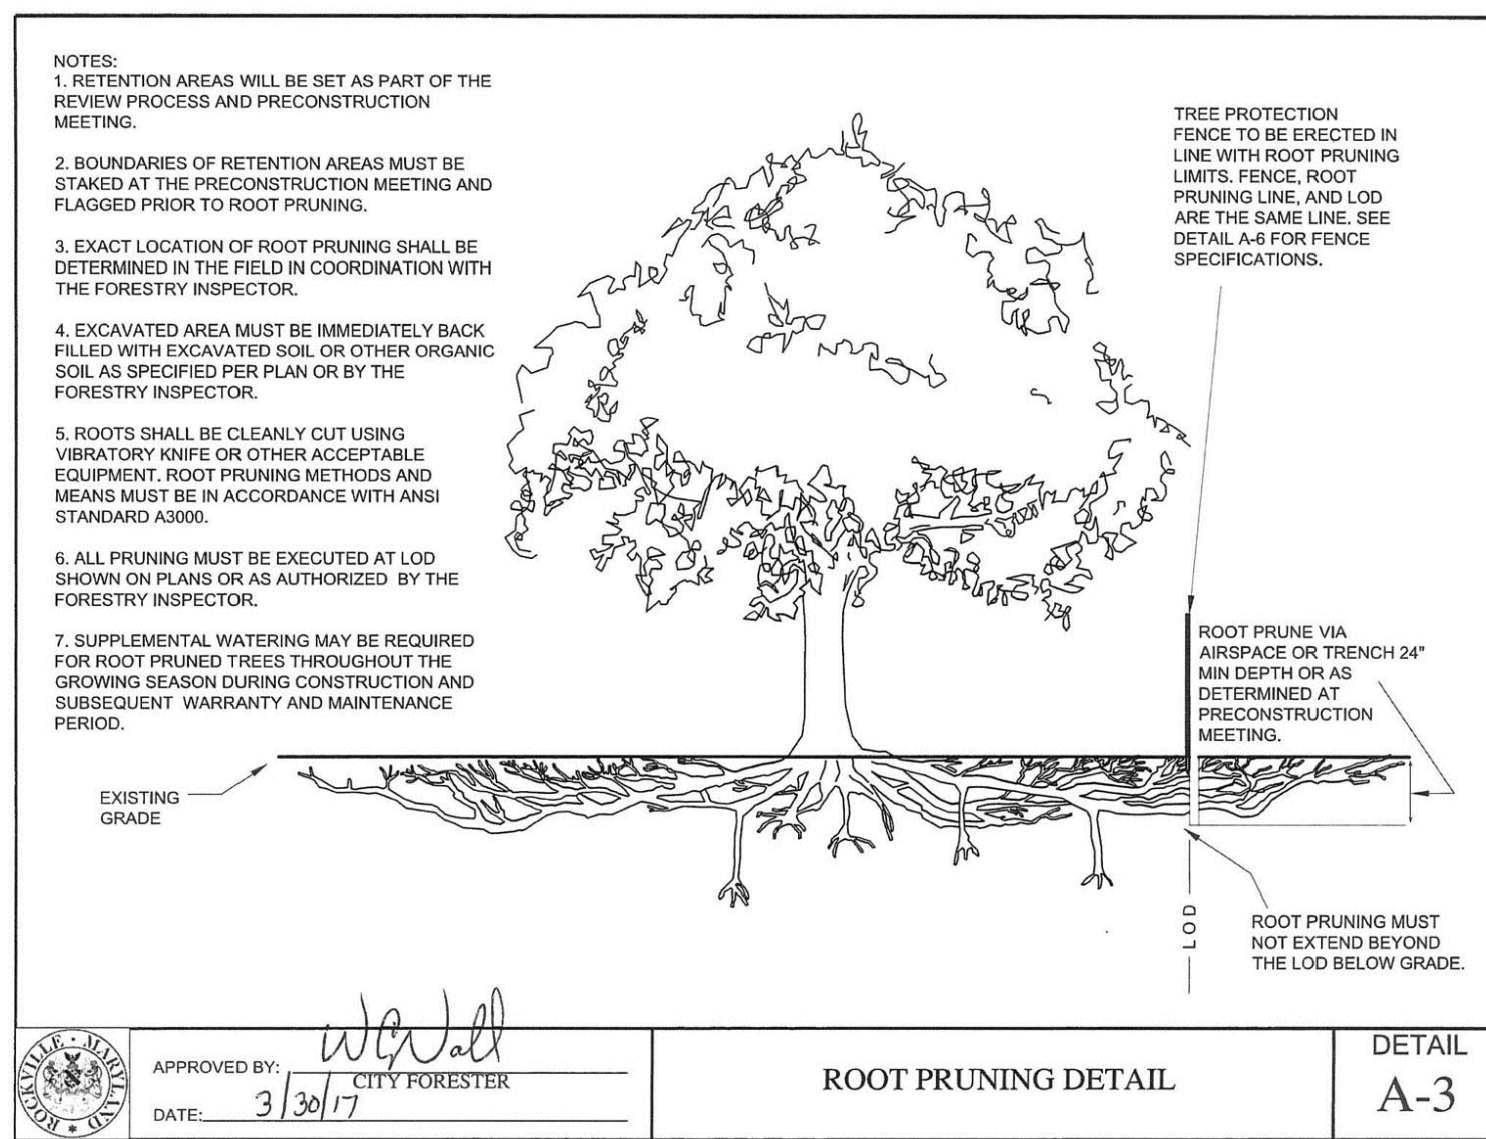 NOTES:
1. RETENTION AREAS WILL BE SET AS PART OF THE
REVIEW PROCESS AND PRECONSTRUCTION
MEETING.
2. BOUNDARIES OF RETENTION AREAS MUST BE
STAKED AT THE PRECONSTRUCTION MEETING AND
FLAGGED PRIOR TO ROOT PRUNING.
3. EXACT LOCATION OF ROOT PRUNING SHALL BE
DETERMINED IN THE FIELD IN COORDINATION WITH
THE FORESTRY INSPECTOR.
4. EXCAVATED AREA MUST BE IMMEDIATELY BACK
FILLED WITH EXCAVATED SOIL OR OTHER ORGANIC
SOIL AS SPECIFIED PER PLAN OR BY THE
FORESTRY INSPECTOR.
5. ROOTS SHALL BE CLEANLY CUT USING
VIBRATORY KNIFE OR OTHER ACCEPTABLE
EQUIPMENT. ROOT PRUNING METHODS AND
MEANS MUST BE IN ACCORDANCE WITH ANSI
STANDARD A3000.
6. ALL PRUNING MUST BE EXECUTED AT LOD
SHOWN ON PLANS OR AS AUTHORIZED BY THE
FORESTRY INSPECTOR.
7. SUPPLEMENTAL WATERING MAY BE REQUIRED
FOR ROOT PRUNED TREES THROUGHOUT THE
GROWING SEASON DURING CONSTRUCTION AND
SUBSEQUENT WARRANTY AND MAINTENANCE
PERIOD.
TREE PROTECTION
FENCE TO BE ERECTED IN
LINE WITH ROOT PRUNING
LIMITS. FENCE, ROOT
PRUNING LINE, AND LOD
ARE THE SAME LINE. SEE
DETAIL A-6 FOR FENCE
SPECIFICATIONS.
ROOT PRUNE VIA
AIRSPACE OR TRENCH 24"
MIN DEPTH OR AS
DETERMINED AT
PRECONSTRUCTION
MEETING.
EXISTING
GRADE
LOD
ROOT PRUNING MUST
NOT EXTEND BEYOND
THE LOD BELOW GRADE.
ROCKVILLE * MARYLAND *
APPROVED BY:
CITY FORESTER
DATE: 3/30/17
ROOT PRUNING DETAIL
DETAIL
A-3